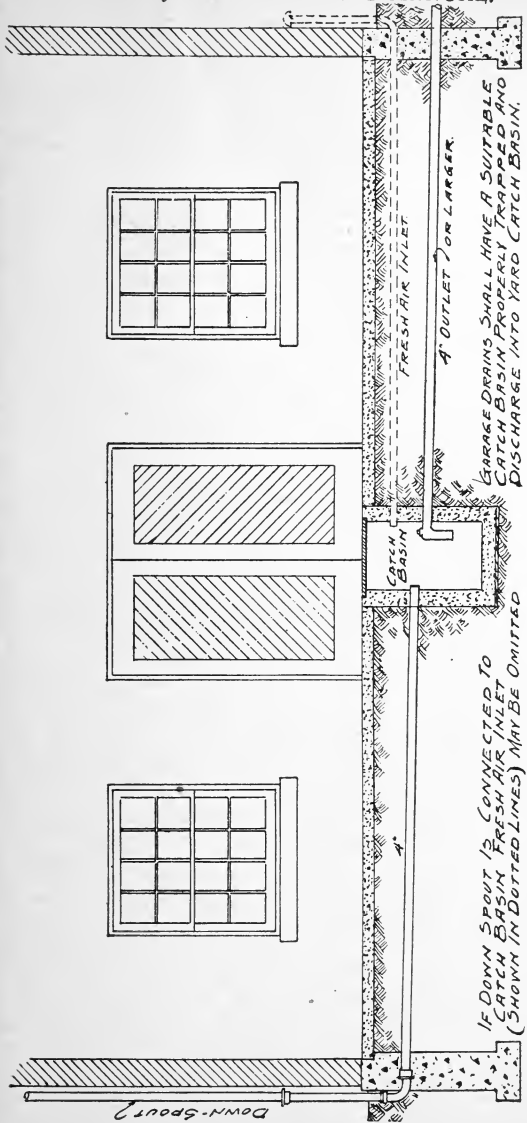 DOWN-SPOUT
4"
IF DOWN SPOUT IS CONNECTED TO
CATCH BASIN FRESH AIR INLET
(SHOWN IN DOTTED LINES) MAY BE OMITTED
CATCH
BASIN
FRESH AIR INLET
4" OUTLET OR LARGER.
GARAGE DRAINS SHALL HAVE A SUITABLE
CATCH BASIN PROPERLY TRAPPED AND
DISCHARGE INTO YARD CATCH BASIN.